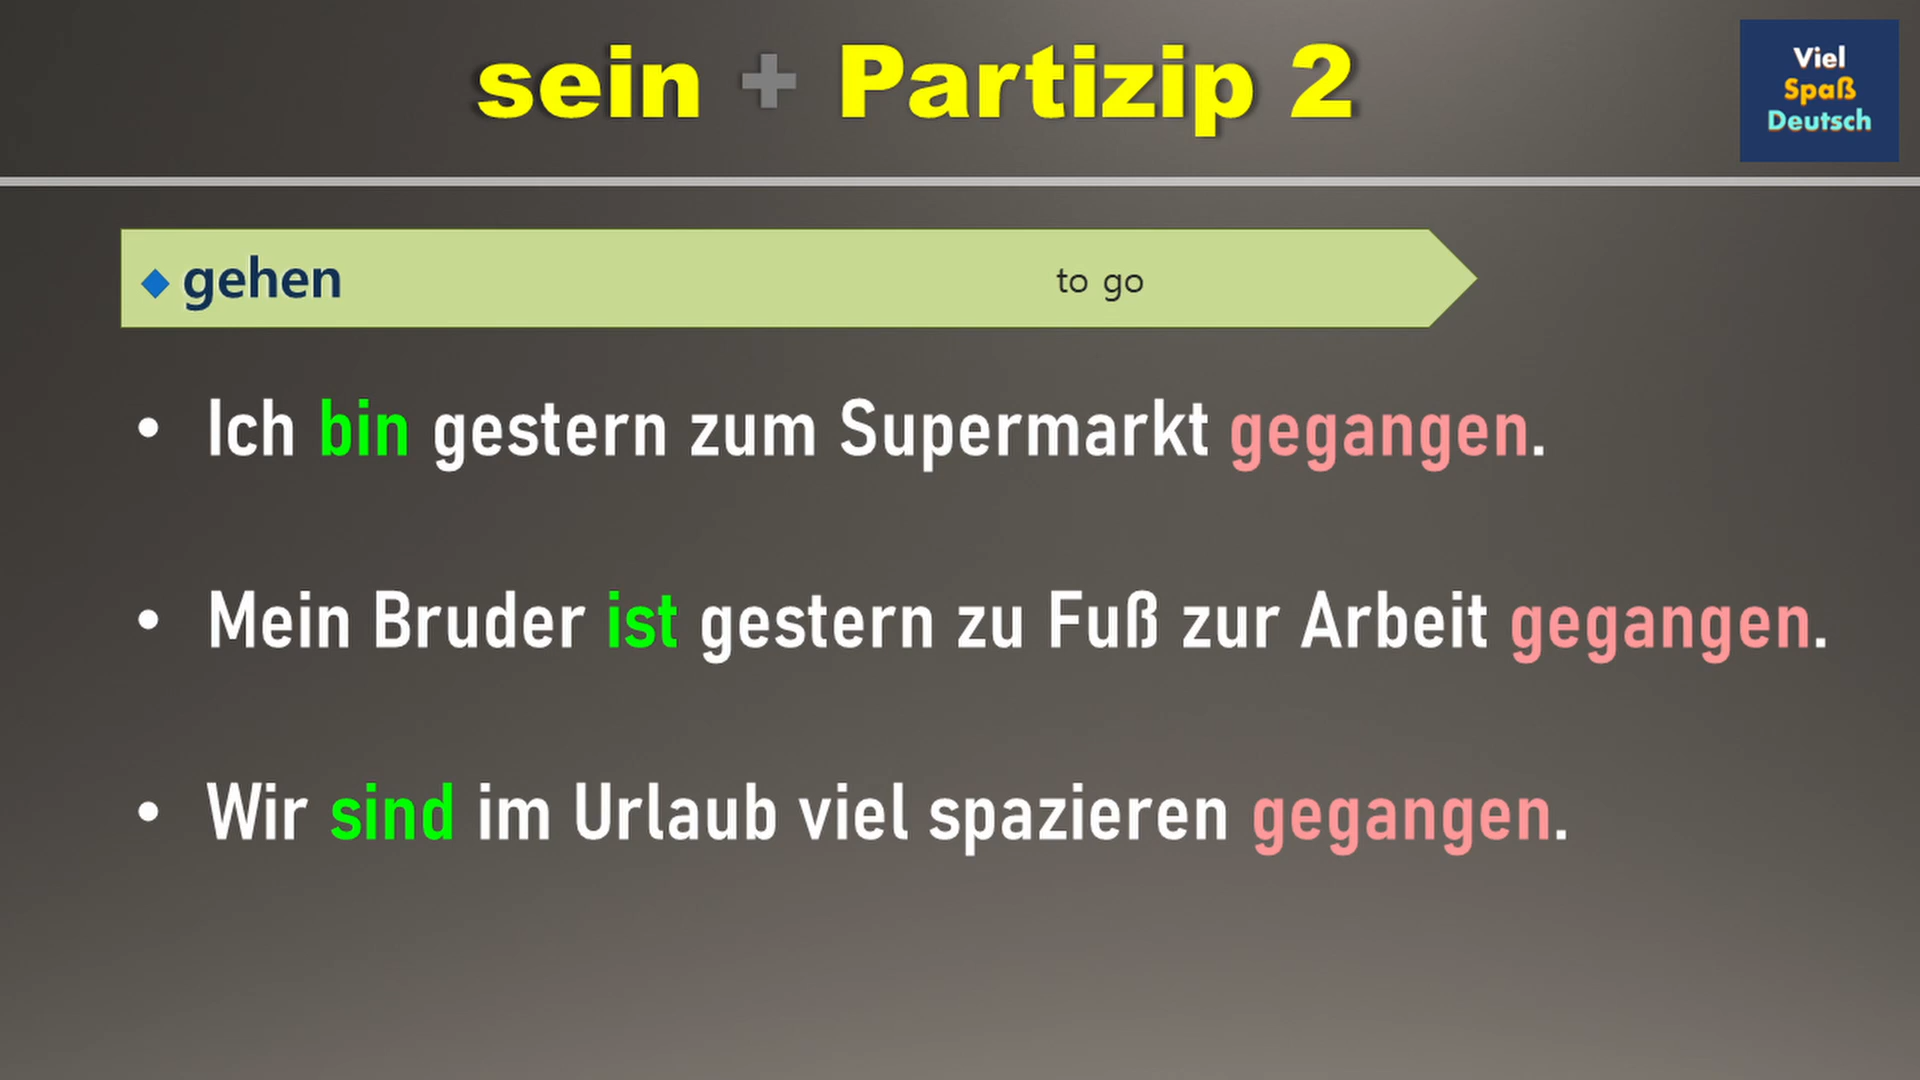 sein + Partizip 2
Viel
Spaß
Deutsch
gehen to go
• Ich bin gestern zum Supermarkt gegangen.
• Mein Bruder ist gestern zu Fuß zur Arbeit gegangen.
• Wir sind im Urlaub viel spazieren gegangen.